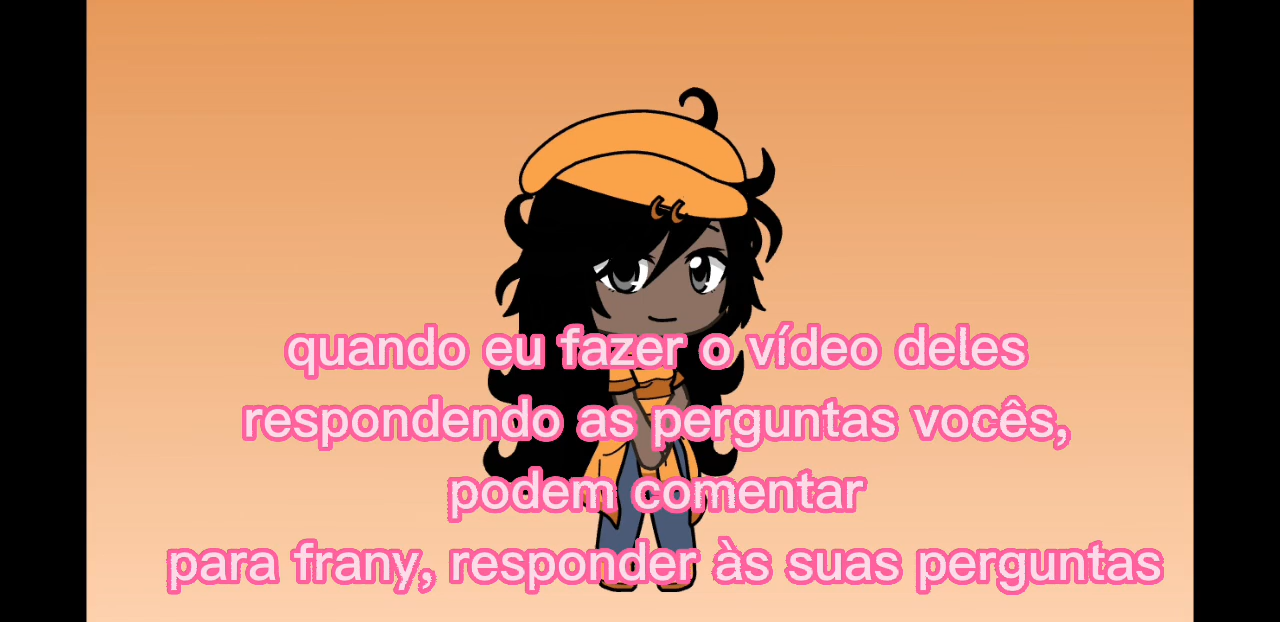 quando eu fazer o vídeo deles
respondendo as perguntas vocês,
podem comentar
para frany, responder às suas perguntas